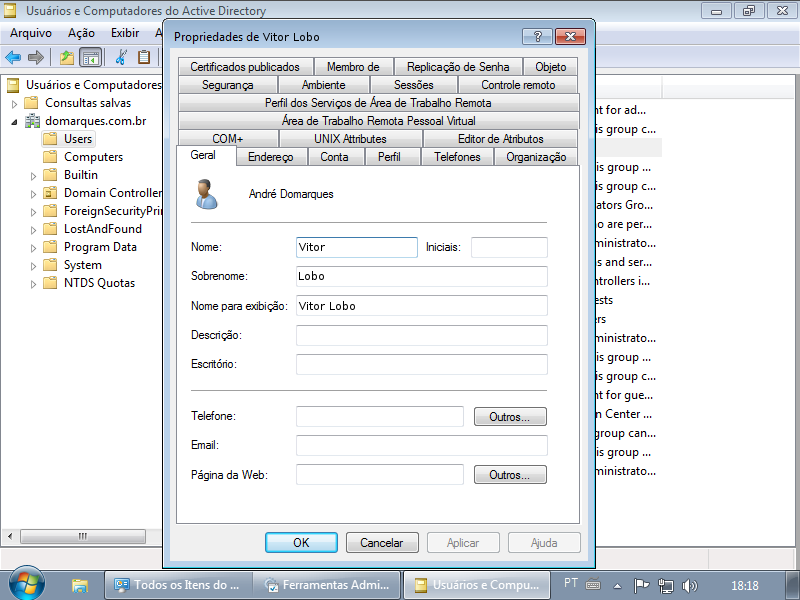 Usuários e Computadores do Active Directory
Arquivo Ação Exibir A
Propriedades de Vitor Lobo
Usuários e Computadores
Consultas salvas
domarques.com.br
Users
Computers
Builtin
Domain Controller
ForeignSecurityPri
LostAndFound
Program Data
System
NTDS Quotas
Certificados publicados Membro de Replicação de Senha Objeto
Segurança Ambiente Sessões Controle remoto
Perfil dos Serviços de Área de Trabalho Remota
Área de Trabalho Remota Pessoal Virtual
COM+ UNIX Attributes Editor de Atributos
Geral Endereço Conta Perfil Telefones Organização
André Domarques
Nome: Vitor Iniciais:
Sobrenome: Lobo
Nome para exibição: Vitor Lobo
Descrição:
Escritório:
Telefone: Outros...
Email:
Página da Web: Outros...
OK Cancelar Aplicar Ajuda
nt for ad...
is group c...
is group ...
is group c...
ators Gro...
ho are per...
ministrato...
s and ser...
ntrollers i...
ests
ers
ministrato...
is group ...
is group c...
nt for gue...
n Center ...
group can...
is group ...
ministrato...
Todos os Itens do ... Ferramentas Admi... Usuários e Compu... PT 18:18